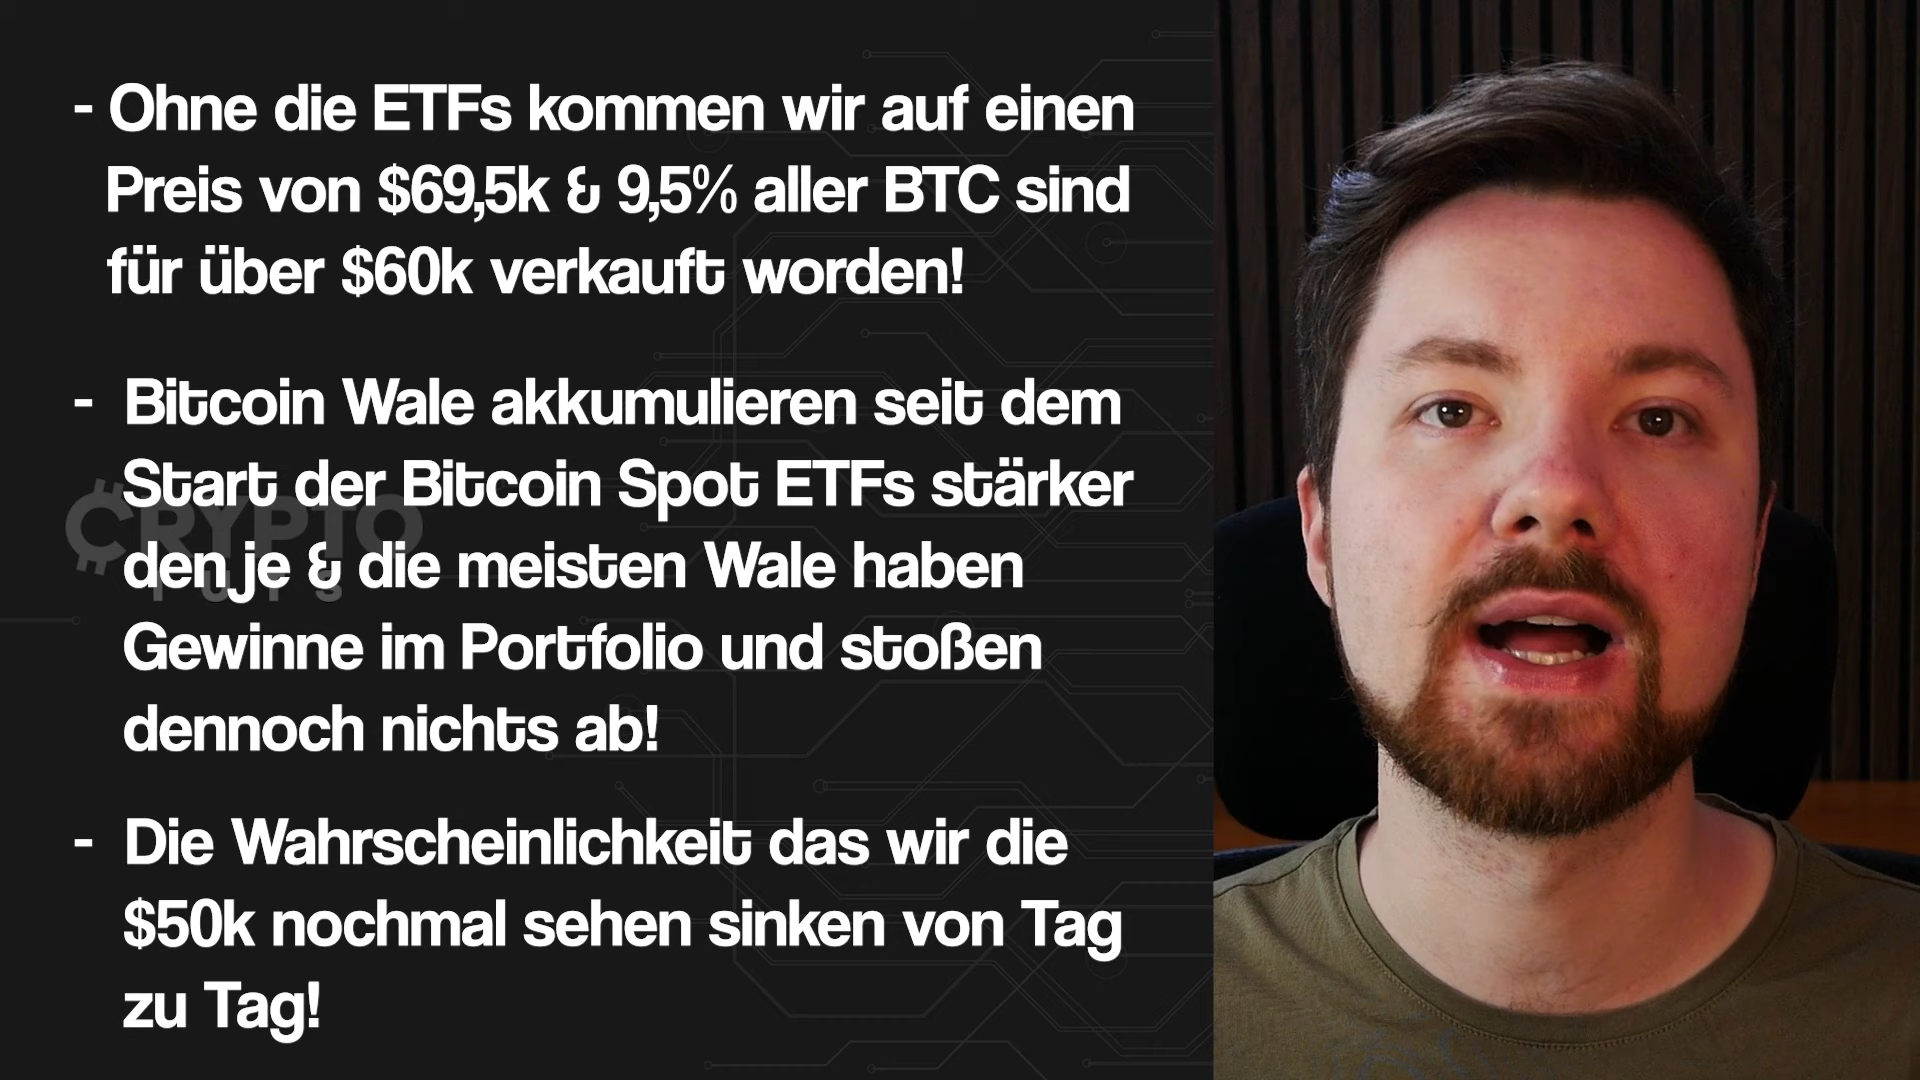 - Ohne die ETFs kommen wir auf einen
Preis von $69,5k & 9,5% aller BTC sind
für über $60k verkauft worden!
- Bitcoin Wale akkumulieren seit dem
Start der Bitcoin Spot ETFs stärker
den je & die meisten Wale haben
Gewinne im Portfolio und stoßen
dennoch nichts ab!
- Die Wahrscheinlichkeit das wir die
$50k nochmal sehen sinken von Tag
zu Tag!
CRYPTO